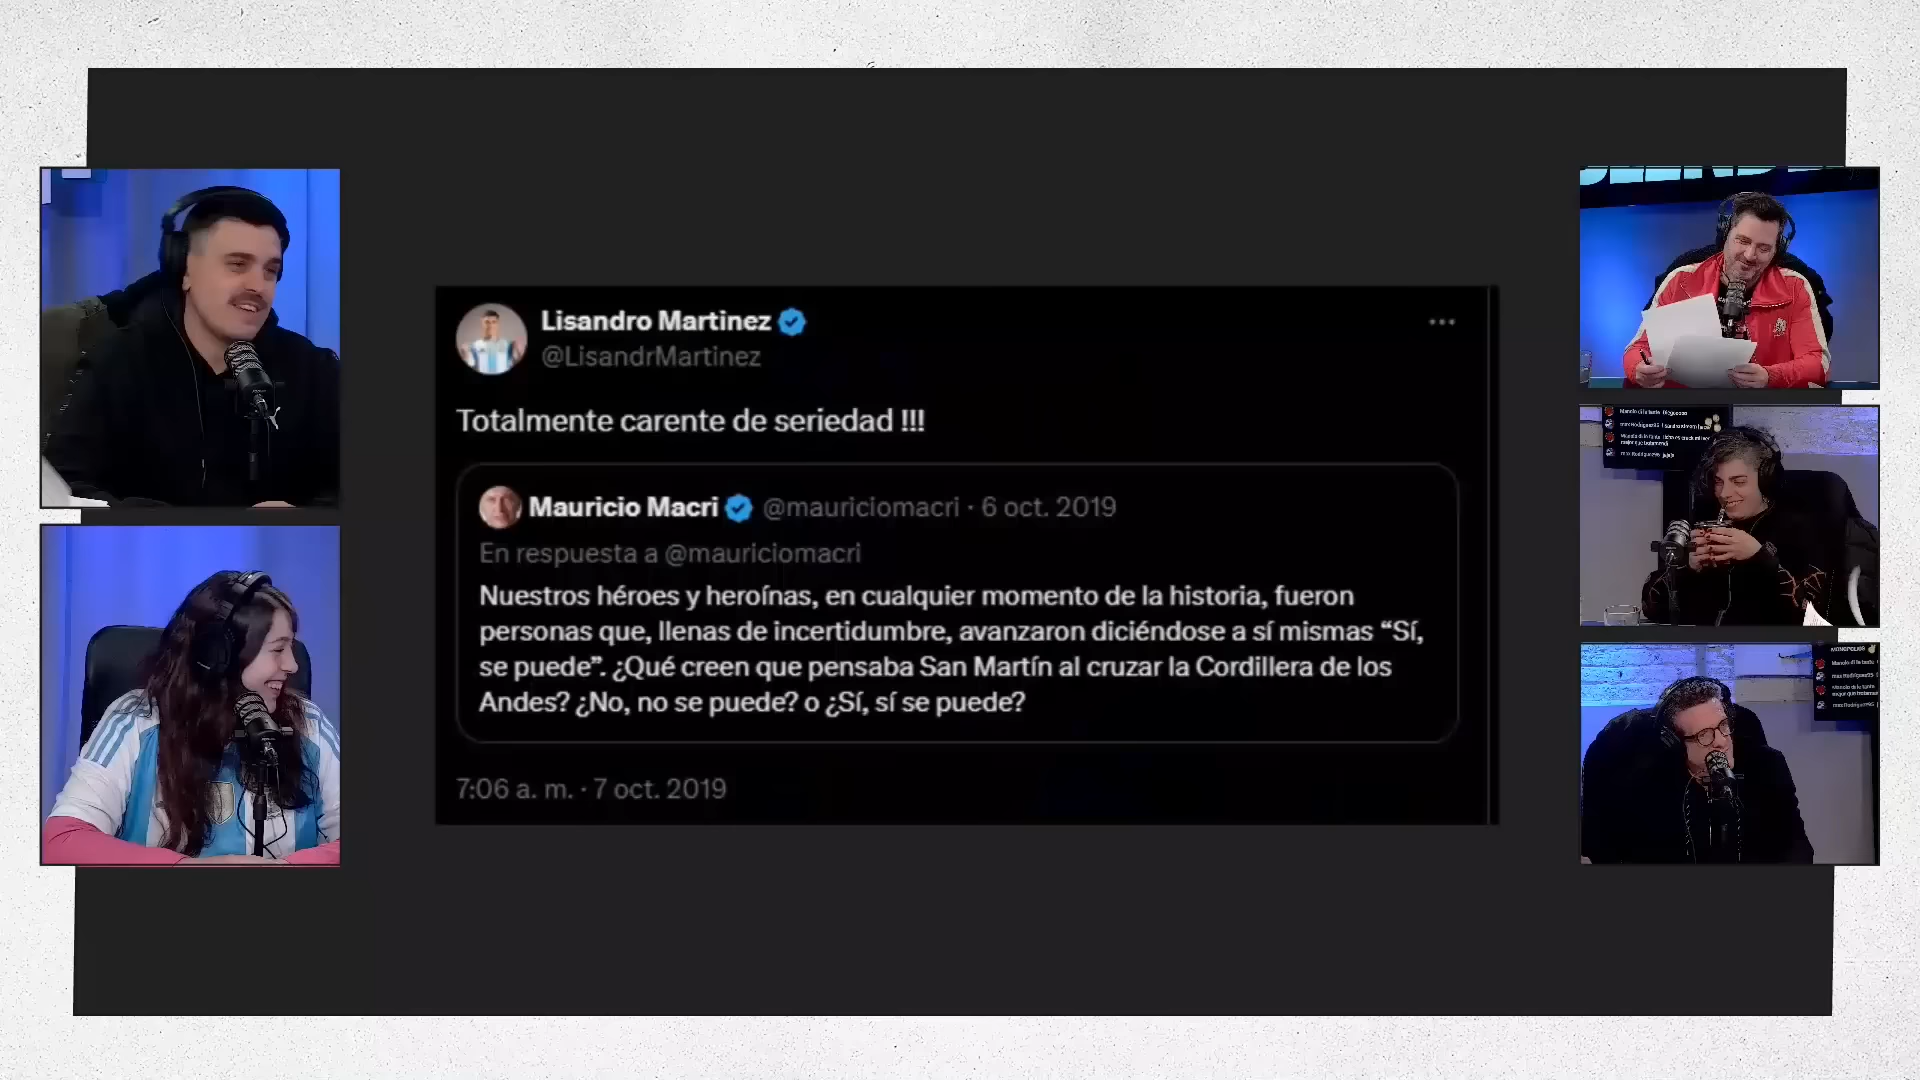 Lisandro Martinez
@LisandrMartinez
Totalmente carente de seriedad !!!
Mauricio Macri @mauriciomacri · 6 oct. 2019
En respuesta a @mauriciomacri
Nuestros héroes y heroínas, en cualquier momento de la historia, fueron
personas que, llenas de incertidumbre, avanzaron diciéndose a sí mismas “Sí,
se puede”. ¿Qué creen que pensaba San Martín al cruzar la Cordillera de los
Andes? ¿No, no se puede? o ¿Sí, sí se puede?
7:06 a. m. · 7 oct. 2019